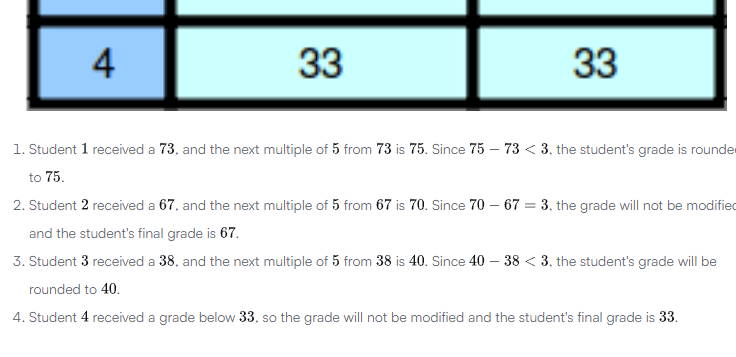 4 33 33
1. Student 1 received a 73, and the next multiple of 5 from 73 is 75. Since 75 − 73 < 3, the student's grade is rounde
to 75.
2. Student 2 received a 67, and the next multiple of 5 from 67 is 70. Since 70 − 67 = 3, the grade will not be modified
and the student's final grade is 67.
3. Student 3 received a 38, and the next multiple of 5 from 38 is 40. Since 40 − 38 < 3, the student's grade will be
rounded to 40.
4. Student 4 received a grade below 33, so the grade will not be modified and the student's final grade is 33.